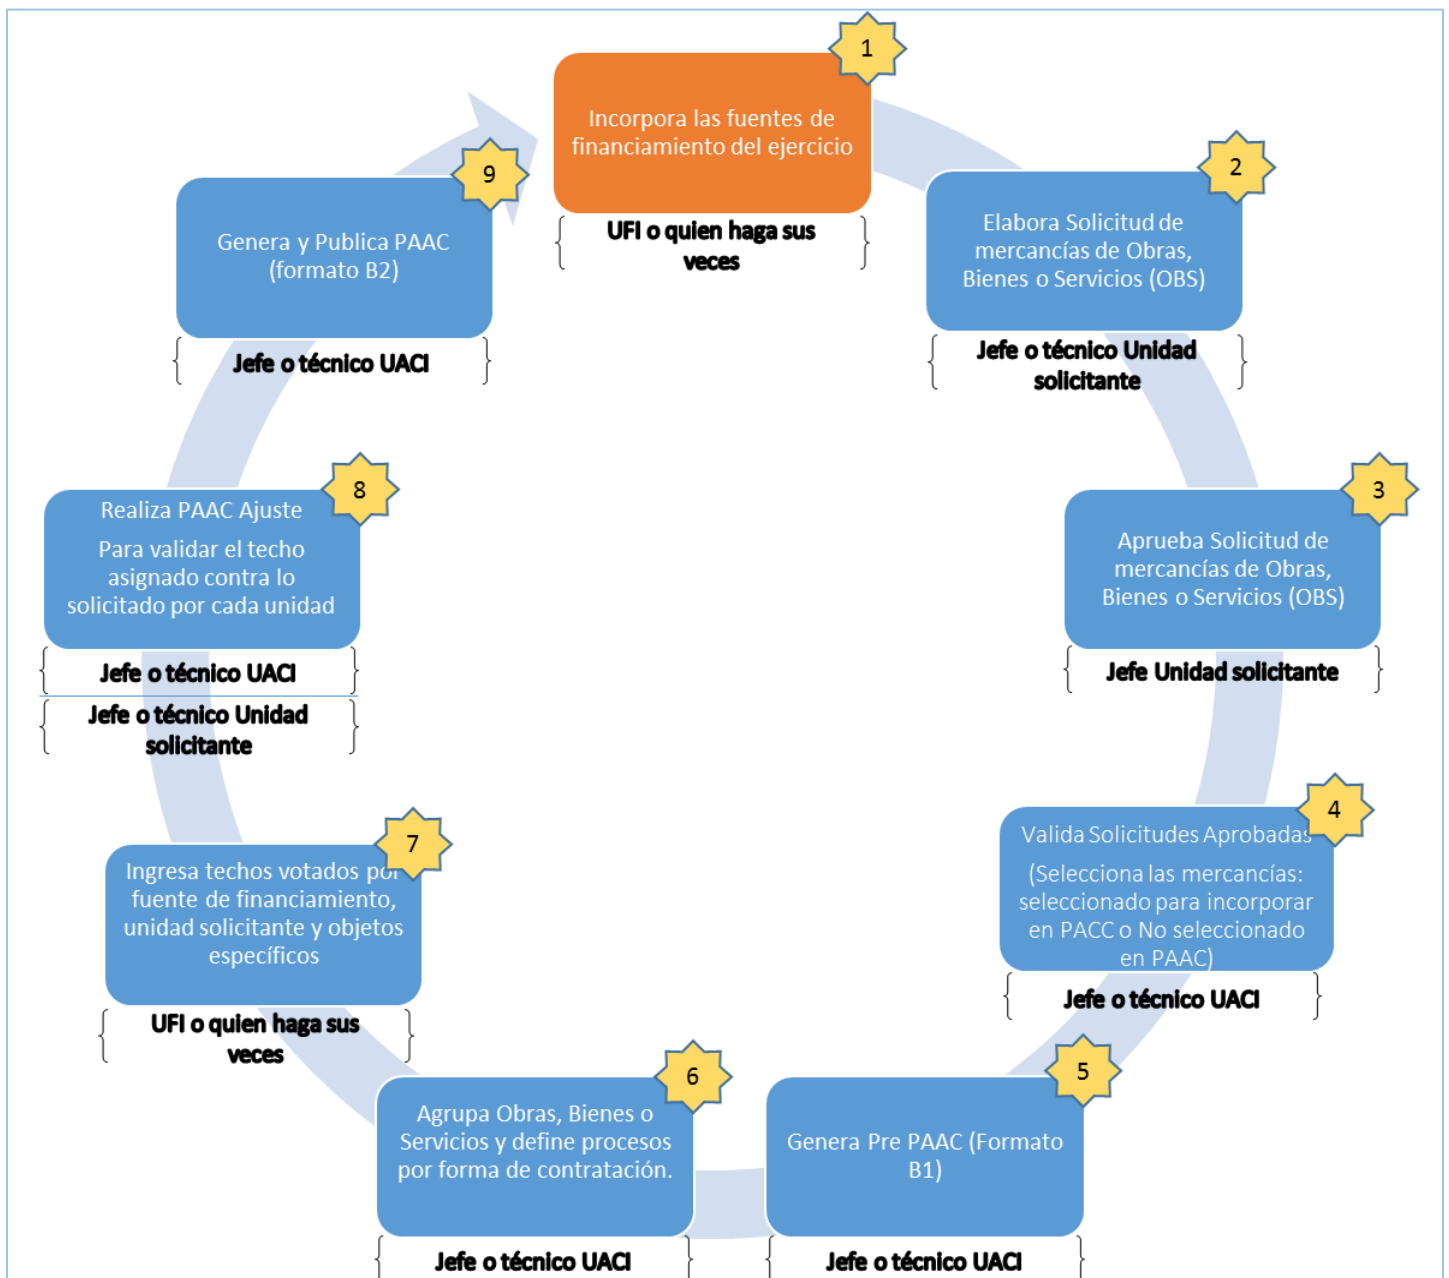 1
Incorpora las fuentes de
financiamiento del ejercicio
UFI o quien haga sus
veces
2
Elabora Solicitud de
mercancías de Obras,
Bienes o Servicios (OBS)
Jefe o técnico Unidad
solicitante
3
Aprueba Solicitud de
mercancías de Obras,
Bienes o Servicios (OBS)
Jefe Unidad solicitante
4
Valida Solicitudes Aprobadas
(Selecciona las mercancías:
seleccionado para incorporar
en PACC o No seleccionado
en PAAC)
Jefe o técnico UACI
5
Genera Pre PAAC (Formato
B1)
Jefe o técnico UACI
6
Agrupa Obras, Bienes o
Servicios y define procesos
por forma de contratación.
Jefe o técnico UACI
7
Ingresa techos votados por
fuente de financiamiento,
unidad solicitante y objetos
específicos
UFI o quien haga sus
veces
8
Realiza PAAC Ajuste
Para validar el techo
asignado contra lo
solicitado por cada unidad
Jefe o técnico UACI
Jefe o técnico Unidad
solicitante
9
Genera y Publica PAAC
(formato B2)
Jefe o técnico UACI